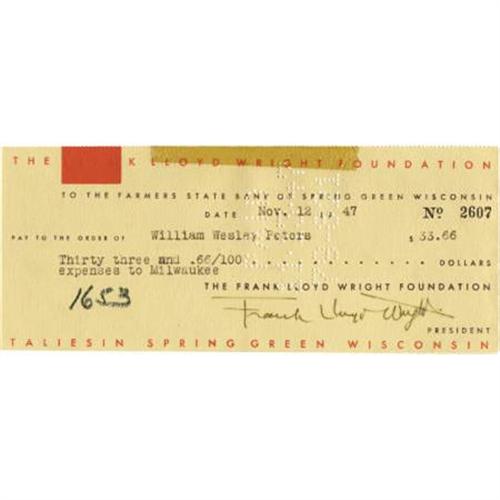 THE FRANK LLOYD WRIGHT FOUNDATION
TO THE FARMERS STATE BANK OF SPRING GREEN WISCONSIN
DATE Nov. 12 19 47 Nº 2607
PAY TO THE ORDER OF William Wesley Peters $ 33.66
Thirty three and .66/100 DOLLARS
expenses to Milwaukee
THE FRANK LLOYD WRIGHT FOUNDATION
1653
Frank Lloyd Wright
PRESIDENT
TALIESIN SPRING GREEN WISCONSIN